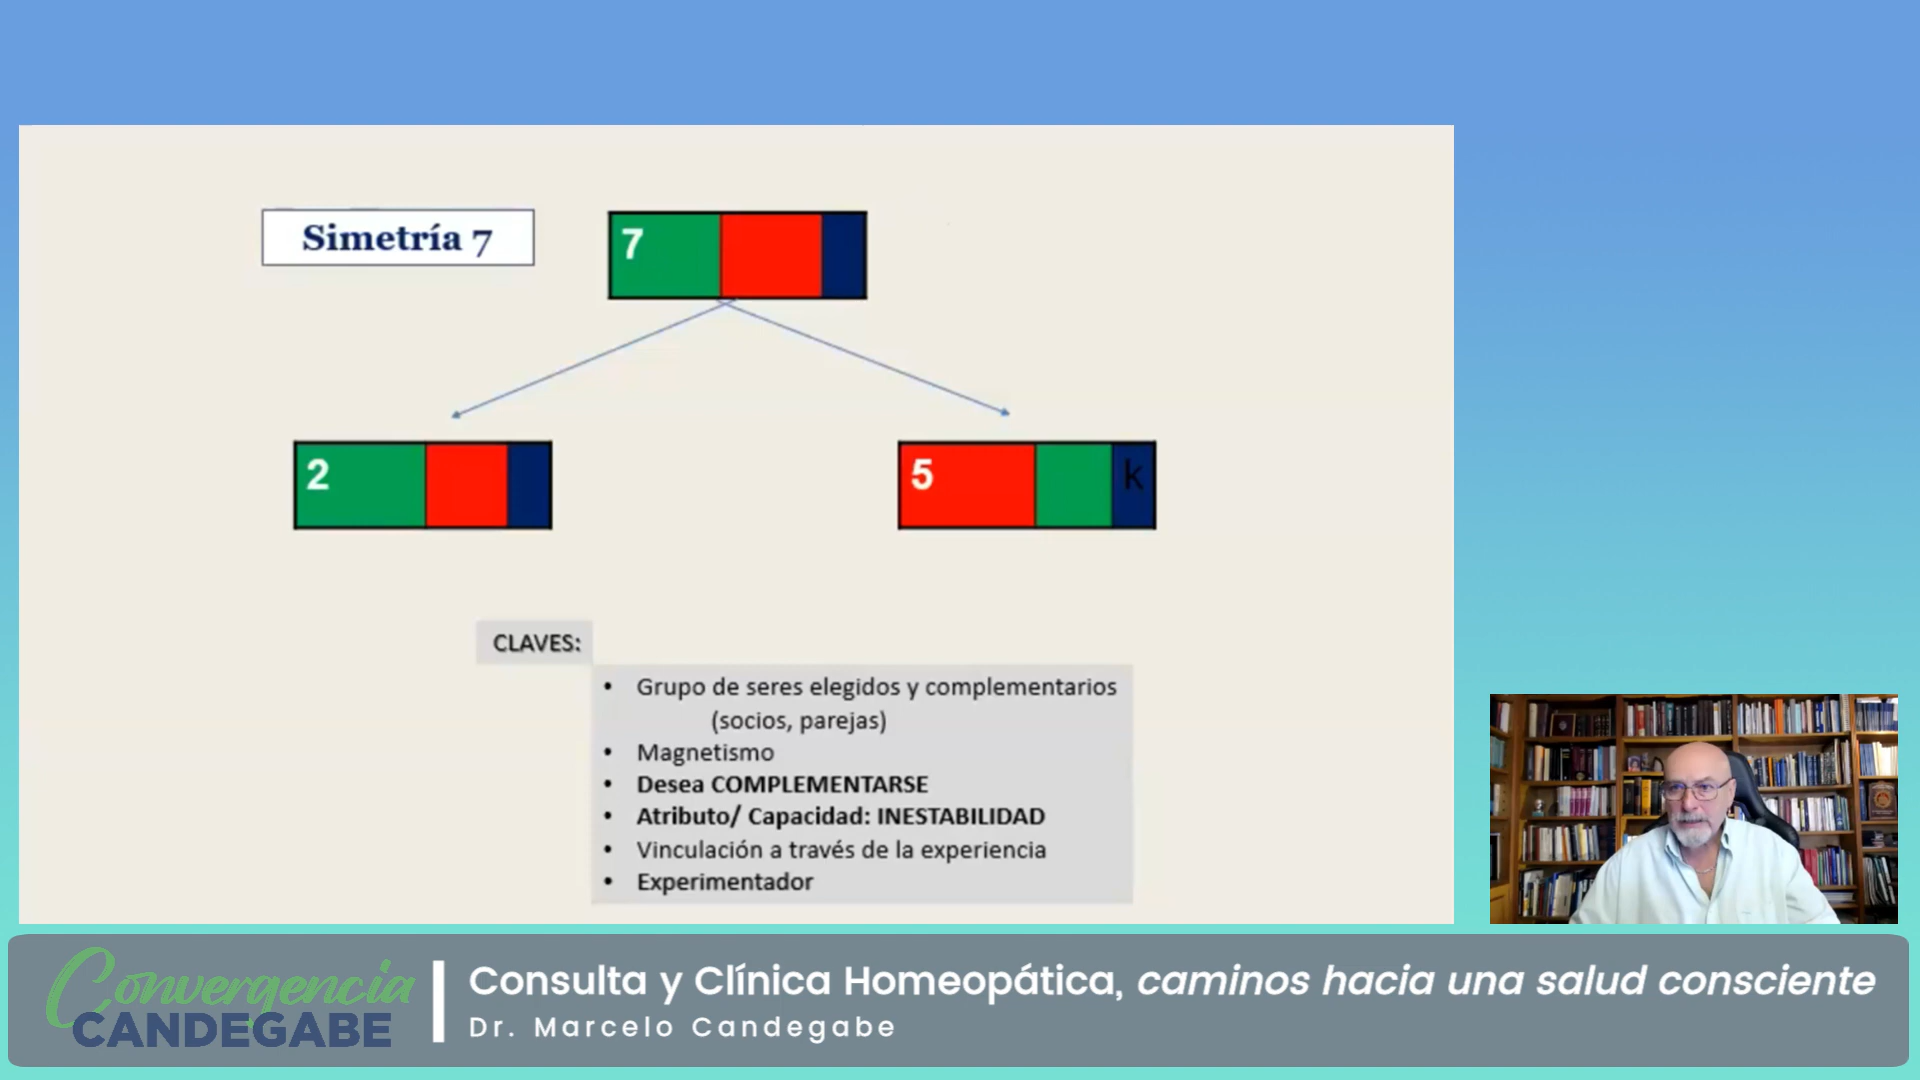 Simetría 7
7
2
5
k
CLAVES:
• Grupo de seres elegidos y complementarios
(socios, parejas)
• Magnetismo
• Desea COMPLEMENTARSE
• Atributo/ Capacidad: INESTABILIDAD
• Vinculación a través de la experiencia
• Experimentador
Convergencia
CANDEGABE
Consulta y Clínica Homeopática, caminos hacia una salud consciente
Dr. Marcelo Candegabe